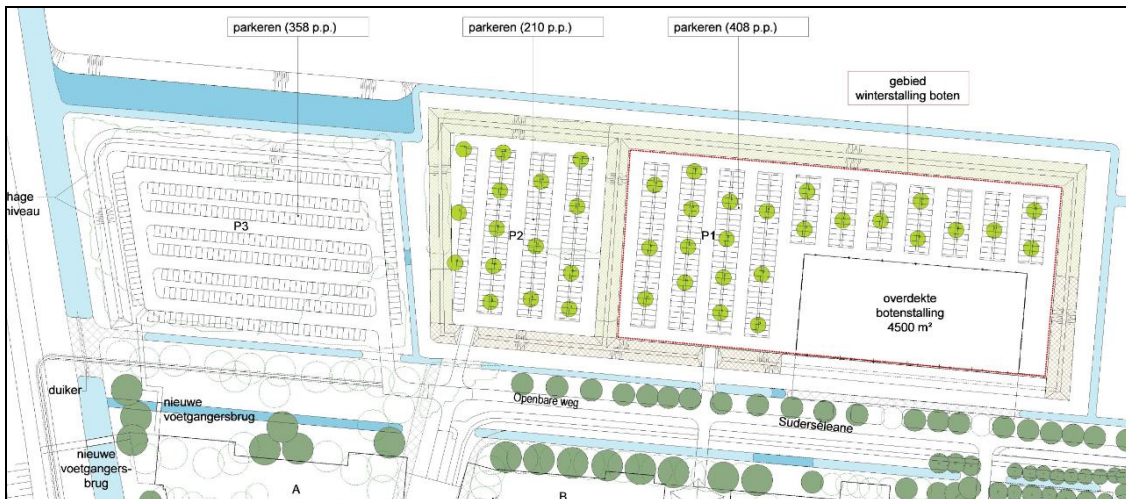 parkeren (358 p.p.)
parkeren (210 p.p.)
parkeren (408 p.p.)
gebied
winterstalling boten
hage
niveau
P3
P2
P1
overdekte
botenstalling
4500 m²
duiker
nieuwe
voetgangersbrug
Openbare weg
Suderséleane
nieuwe
voetgangers-
brug
A
B